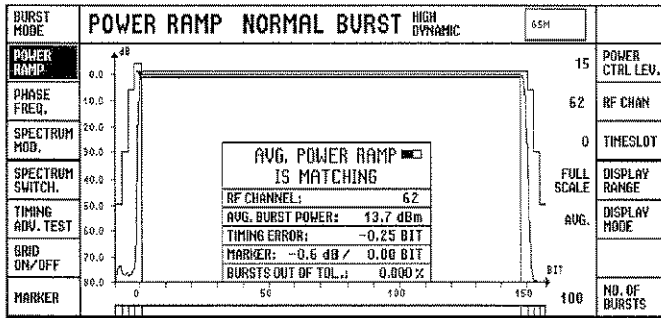 BURST MODE
POWER RAMP NORMAL BURST HIGH DYNAMIC
GSM
POWER RAMP
PHASE FREQ.
SPECTRUM MOD.
SPECTRUM SWITCH.
TIMING ADV. TEST
GRID ON/OFF
MARKER
dB
0.0
10.0
20.0
30.0
40.0
50.0
60.0
70.0
80.0
AVG. POWER RAMP
IS MATCHING
RF CHANNEL: 62
AVG. BURST POWER: 13.7 dBm
TIMING ERROR: -0.25 BIT
MARKER: -0.6 dB / 0.00 BIT
BURSTS OUT OF TOL.: 0.000 %
0 50 100 150
BIT
15 POWER CTRL LEV.
62 RF CHAN
0 TIMESLOT
FULL SCALE DISPLAY RANGE
AVG. DISPLAY MODE
100 NO. OF BURSTS